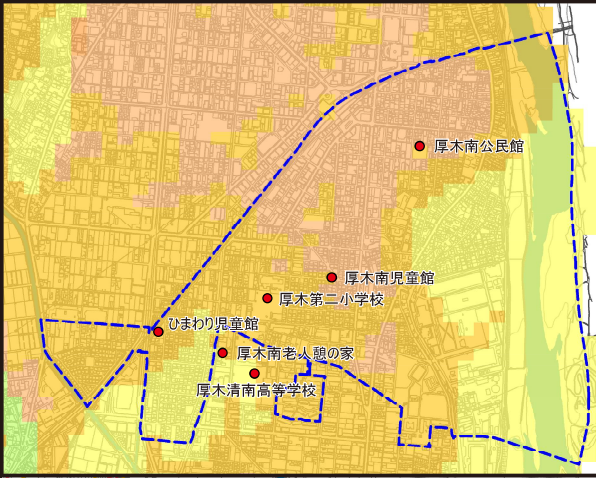 厚木南公民館
厚木南児童館
厚木第二小学校
ひまわり児童館
厚木南老人憩の家
厚木清南高等学校